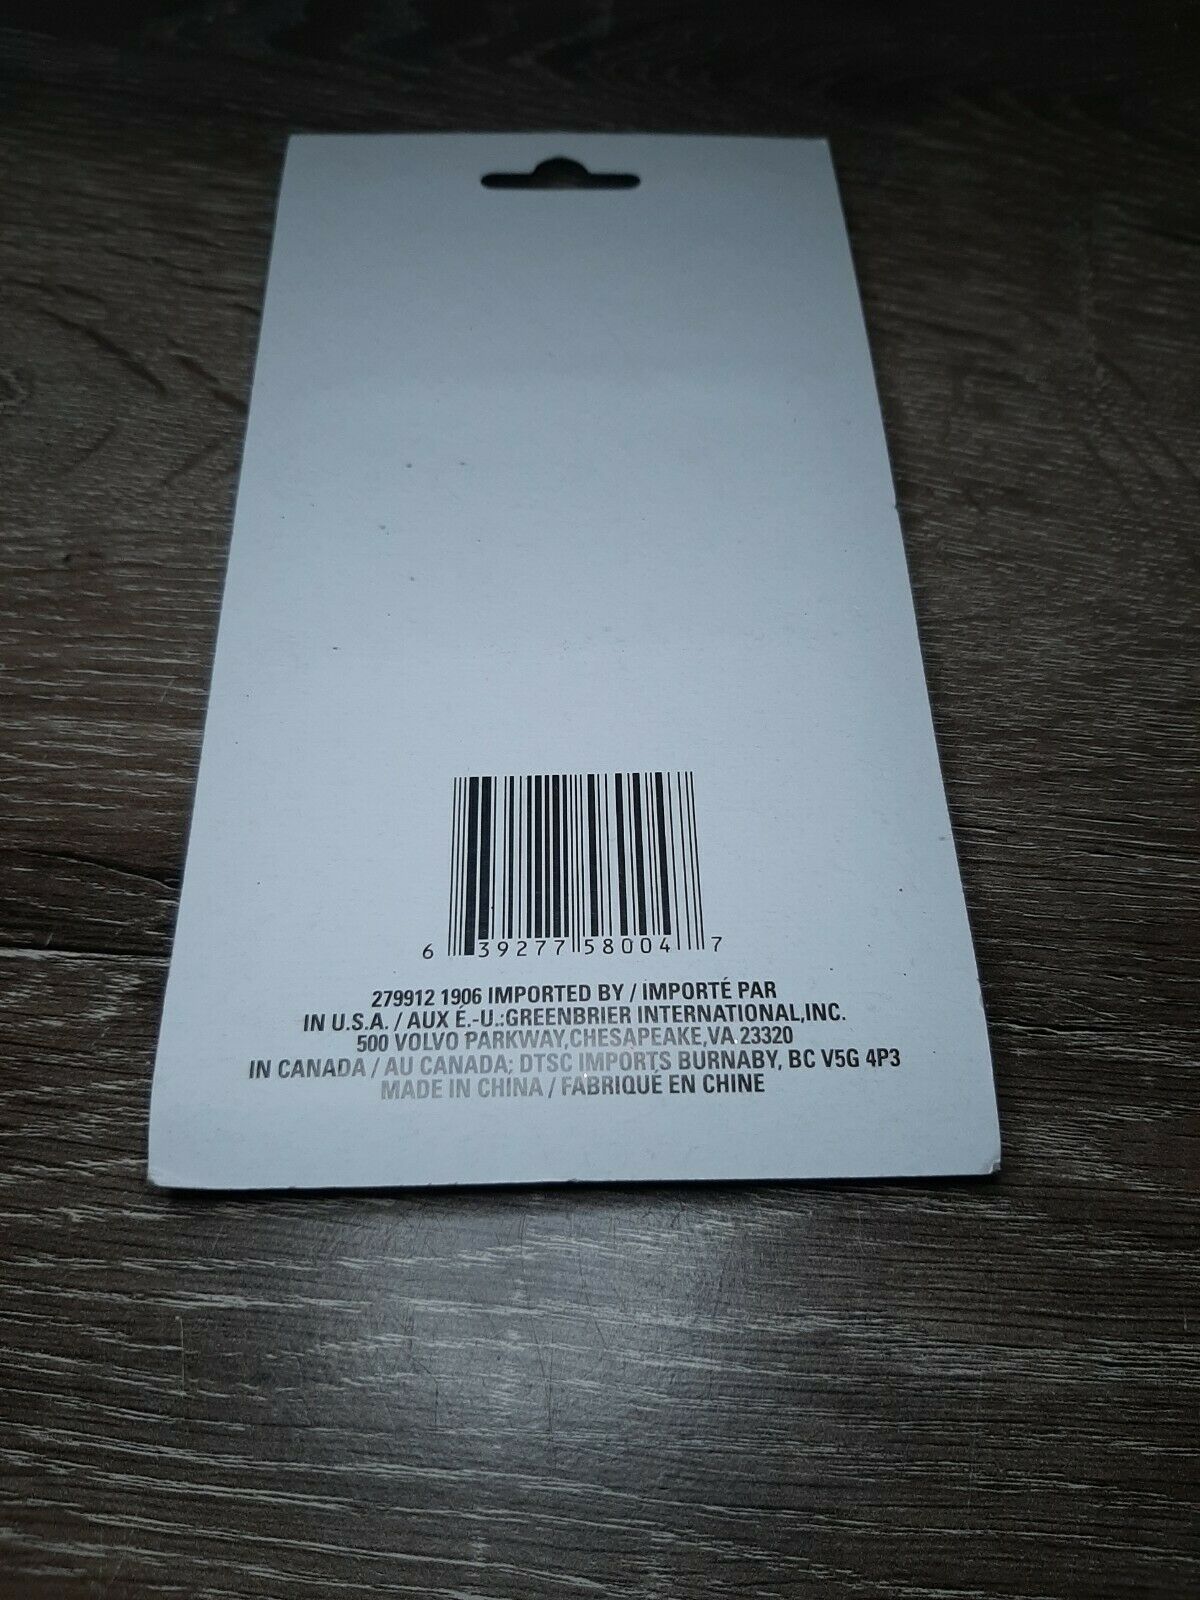 6 39277 58004 7
279912 1906 IMPORTED BY / IMPORTÉ PAR
IN U.S.A. / AUX É.-U.:GREENBRIER INTERNATIONAL,INC.
500 VOLVO PARKWAY,CHESAPEAKE,VA 23320
IN CANADA / AU CANADA; DTSC IMPORTS BURNABY, BC V5G 4P3
MADE IN CHINA / FABRIQUÉ EN CHINE